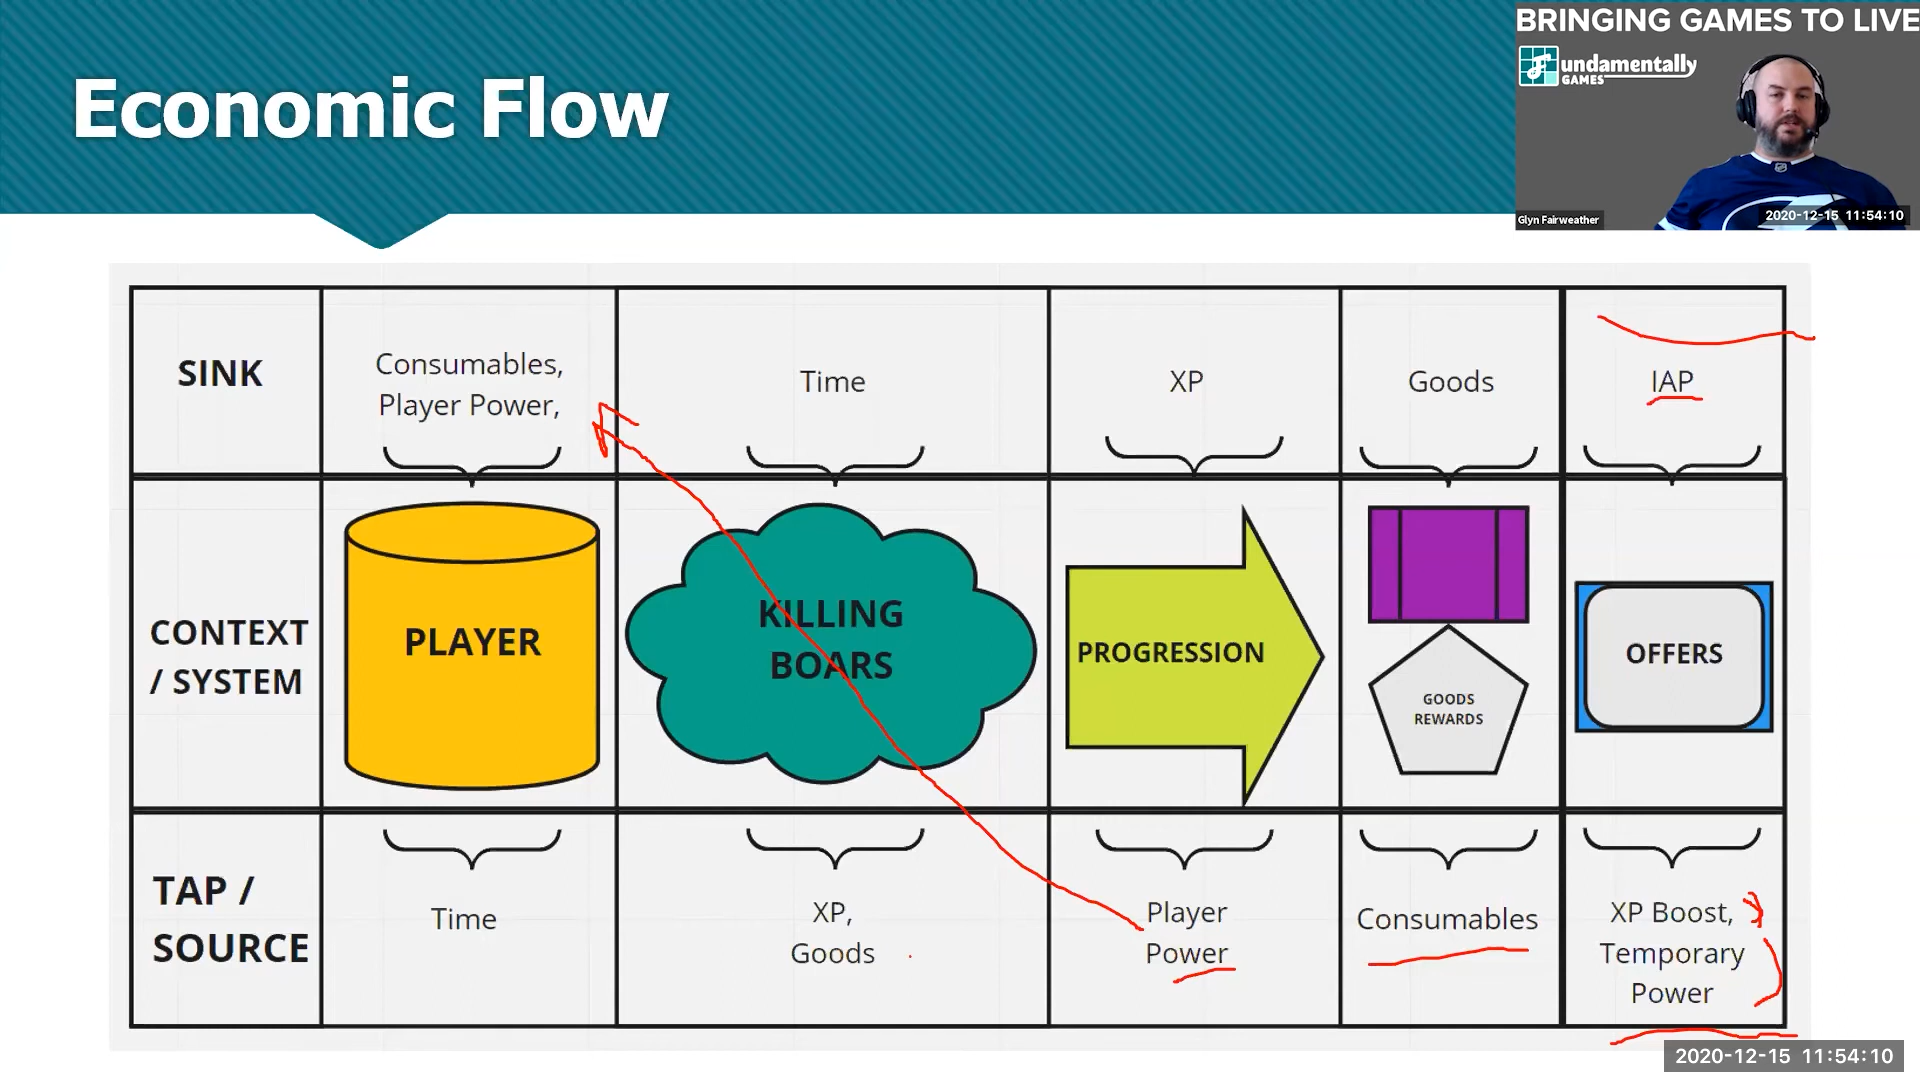 Economic Flow
BRINGING GAMES TO LIVE
Fundamentally
GAMES
Glyn Fairweather
2020-12-15 11:54:10
SINK
Consumables,
Player Power,
Time
XP
Goods
IAP
CONTEXT
/ SYSTEM
PLAYER
KILLING
BOARS
PROGRESSION
GOODS
REWARDS
OFFERS
TAP /
SOURCE
Time
XP,
Goods
Player
Power
Consumables
XP Boost,
Temporary
Power
2020-12-15 11:54:10